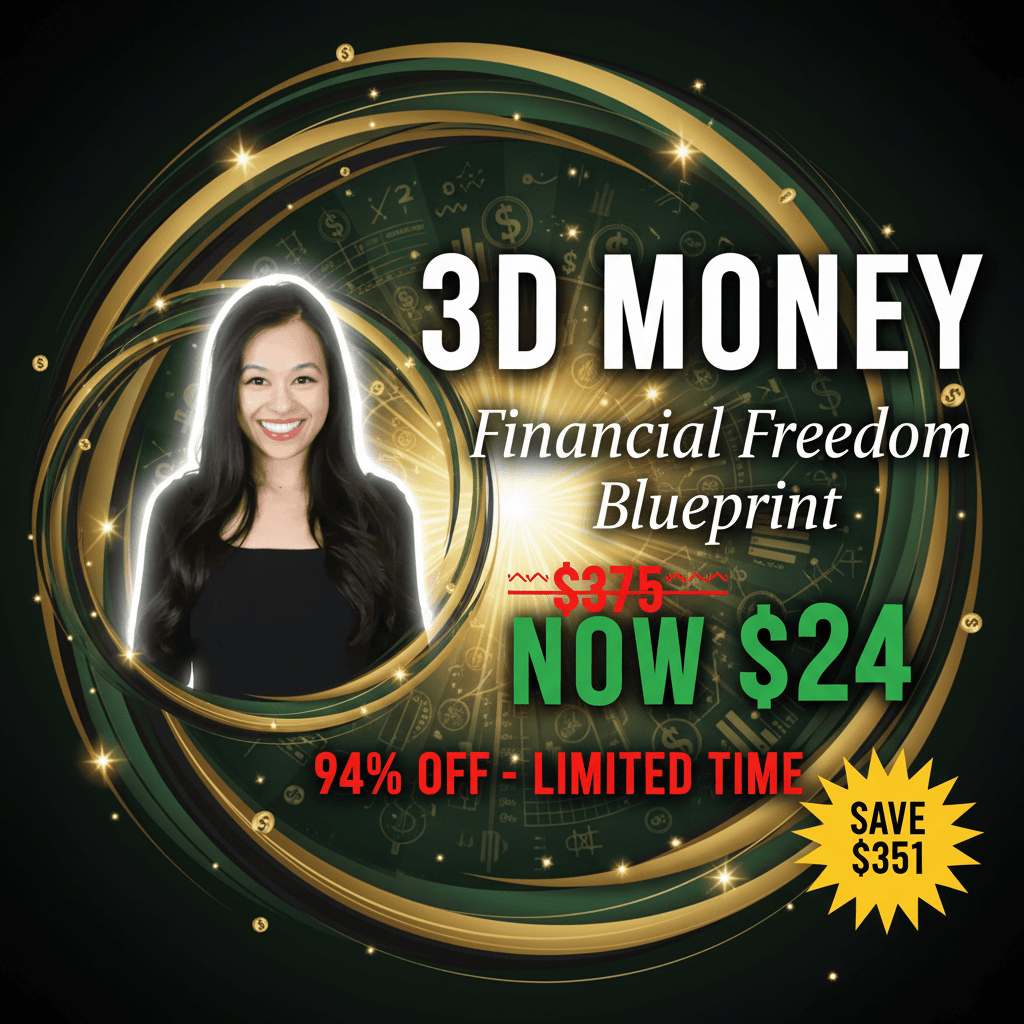 3D MONEY
Financial Freedom
Blueprint
$375
NOW $24
94% OFF - LIMITED TIME
SAVE
$351